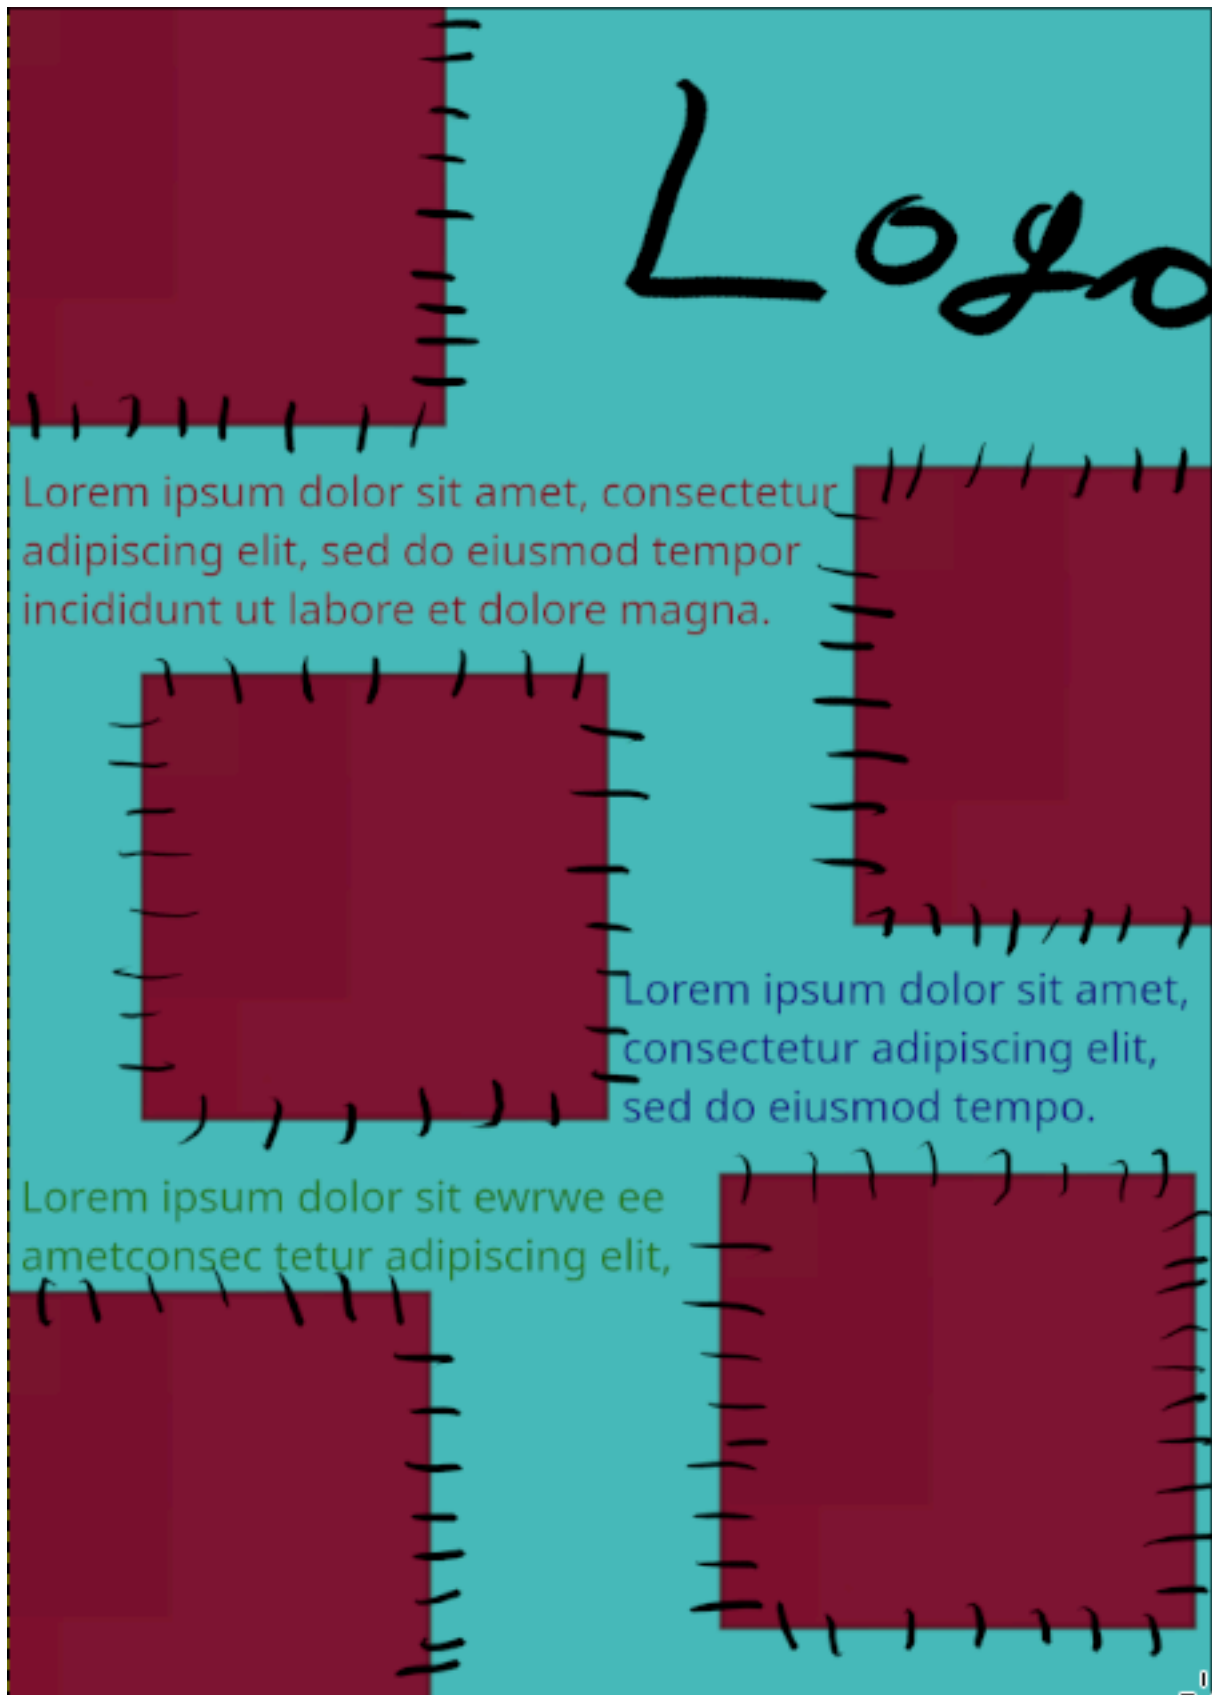 Logo
Lorem ipsum dolor sit amet, consectetur
adipiscing elit, sed do eiusmod tempor
incididunt ut labore et dolore magna.
Lorem ipsum dolor sit amet,
consectetur adipiscing elit,
sed do eiusmod tempo.
Lorem ipsum dolor sit ewrwe ee
ametconsec tetur adipiscing elit,